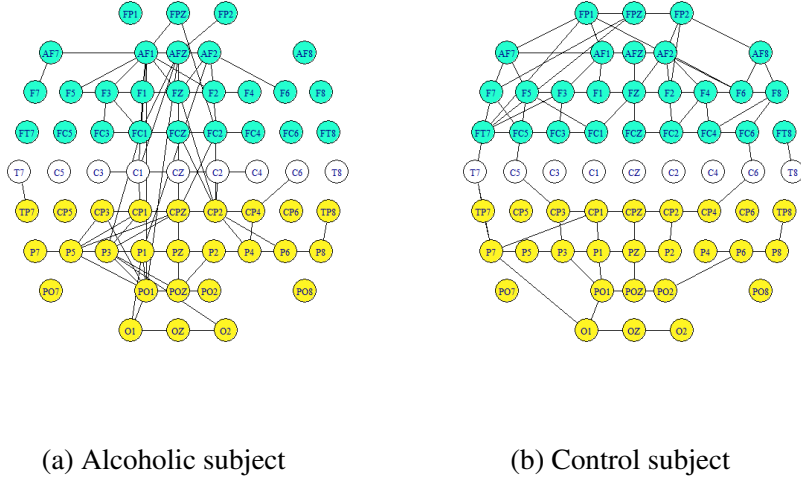 FP1 FPZ FP2 FP1 FPZ FP2
AF7 AF1 AFZ AF2 AF8 AF7 AF1 AFZ AF2 AF8
F7 F5 F3 F1 FZ F2 F4 F6 F8 F7 F5 F3 F1 FZ F2 F4 F6 F8
FT7 FC5 FC3 FC1 FCZ FC2 FC4 FC6 FT8 FT7 FC5 FC3 FC1 FCZ FC2 FC4 FC6 FT8
T7 C5 C3 C1 CZ C2 C4 C6 T8 T7 C5 C3 C1 CZ C2 C4 C6 T8
TP7 CP5 CP3 CP1 CPZ CP2 CP4 CP6 TP8 TP7 CP5 CP3 CP1 CPZ CP2 CP4 CP6 TP8
P7 P5 P3 P1 PZ P2 P4 P6 P8 P7 P5 P3 P1 PZ P2 P4 P6 P8
PO7 PO1 POZ PO2 PO8 PO7 PO1 POZ PO2 PO8
O1 OZ O2 O1 OZ O2
(a) Alcoholic subject (b) Control subject